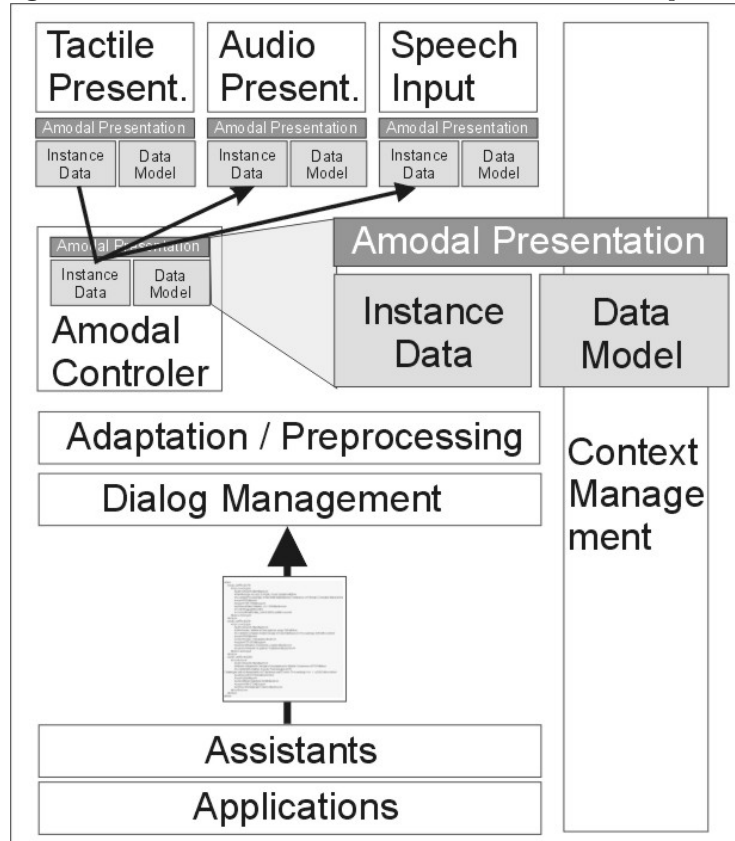 Tactile
Present.
Audio
Present.
Speech
Input
Amodal Presentation
Amodal Presentation
Amodal Presentation
Instance
Data
Data
Model
Instance
Data
Data
Model
Instance
Data
Data
Model
Amodal Presentation
Instance
Data
Data
Model
Amodal
Controler
Amodal Presentation
Instance
Data
Data
Model
Adaptation / Preprocessing
Dialog Management
Context
Manage
ment
Assistants
Applications